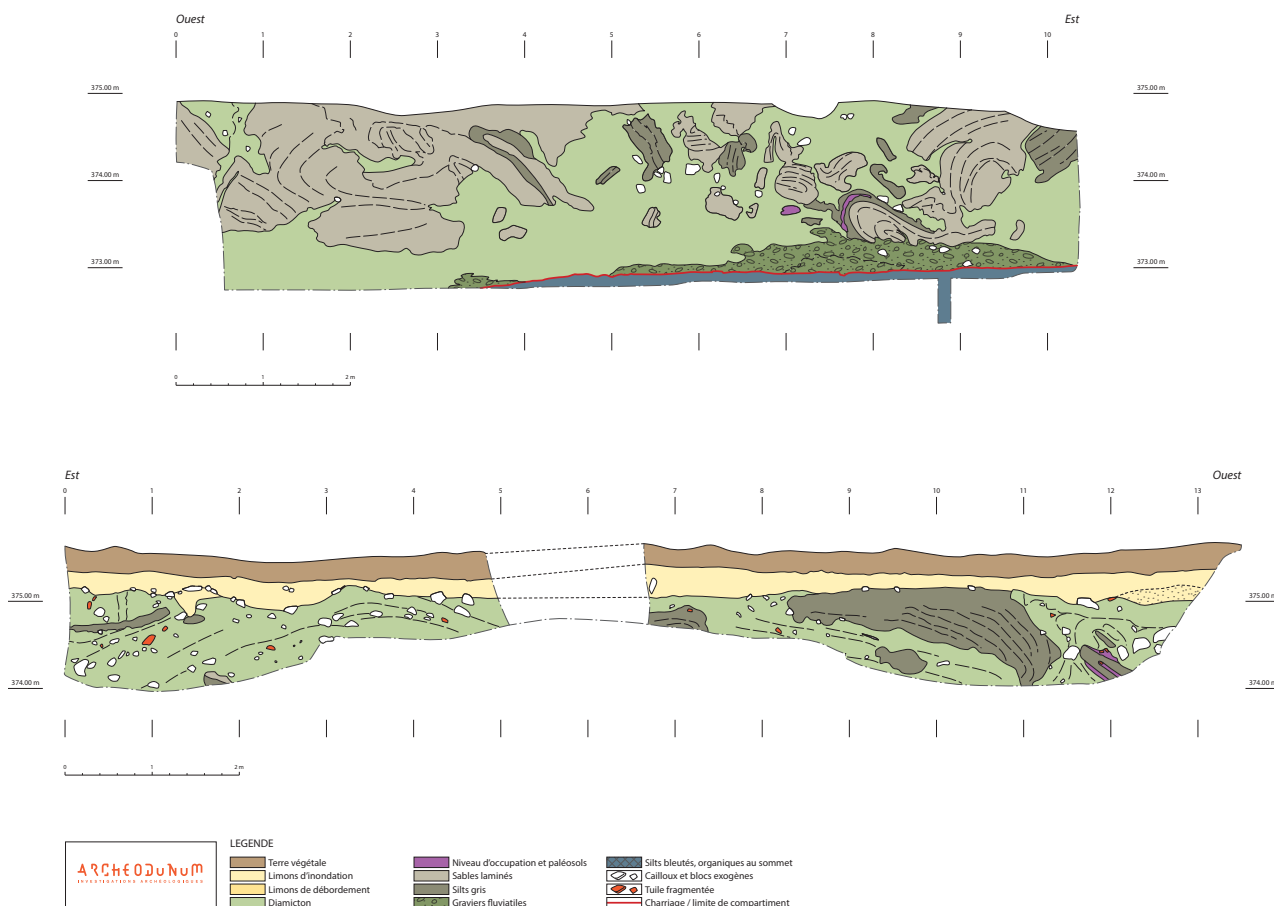 Ouest Est
0 1 2 3 4 5 6 7 8 9 10
375.00 m 375.00 m
374.00 m 374.00 m
373.00 m 373.00 m
0 1 2 m
Est Ouest
0 1 2 3 4 5 6 7 8 9 10 11 12 13
375.00 m 375.00 m
374.00 m 374.00 m
0 1 2 m
LEGENDE
ARCHEODUNUM
INVESTIGATIONS ARCHÉOLOGIQUES
Terre végétale Niveau d'occupation et paléosols Silts bleutés, organiques au sommet
Limons d'inondation Sables laminés Cailloux et blocs exogènes
Limons de débordement Silts gris Tuile fragmentée
Diamicton Graviers fluviatiles Charriage / limite de compartiment